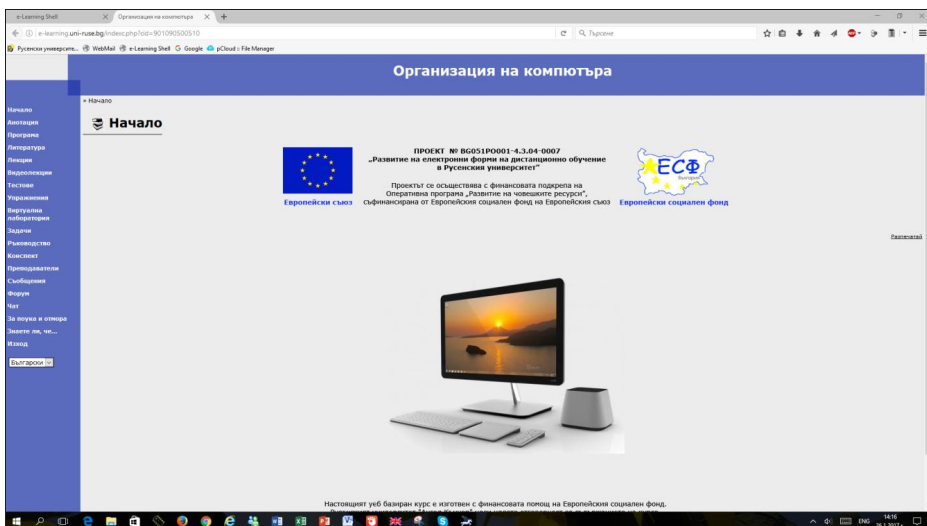 e-Learning Shell
Организация на компютъра
e-learning.uni-ruse.bg/indexc.php?cid=901090500510
Търсене
Русенски университе... WebMail e-Learning Shell Google pCloud :: File Manager
Организация на компютъра
» Начало
Начало
Начало
Анотация
Програма
Литература
Лекции
Видеолекции
Тестове
Упражнения
Виртуална
лаборатория
Задачи
Ръководство
Конспект
Преподаватели
Съобщения
Форум
Чат
За поука и отмора
Знаете ли, че...
Изход
Български
ПРОЕКТ № BG051PO001-4.3.04-0007
„Развитие на електронни форми на дистанционно обучение
в Русенския университет"
Проектът се осъществява с финансовата подкрепа на
Оперативна програма „Развитие на човешките ресурси",
съфинансирана от Европейския социален фонд на Европейския съюз
Европейски съюз
ЕСФ
България
Европейски социален фонд
Разпечатай
Настоящият уеб базиран курс е изготвен с финансовата помощ на Европейския социален фонд.
ENG
14:16